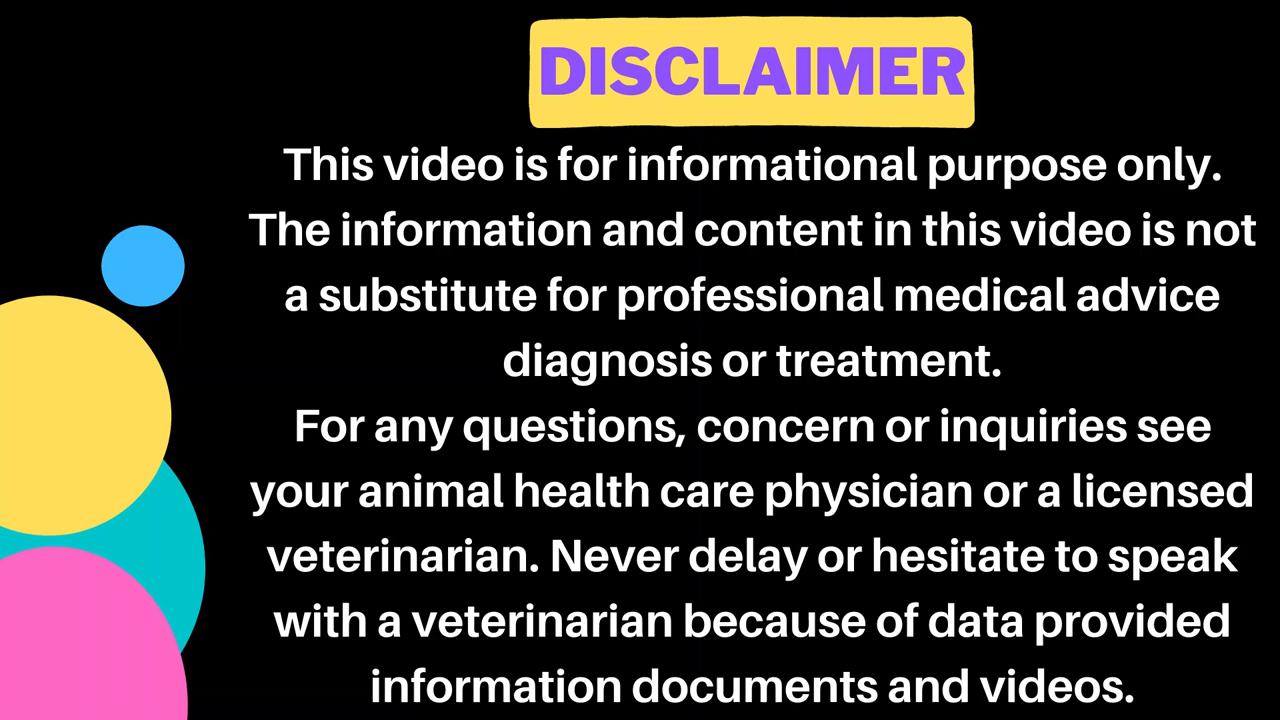 DISCLAIMER
This video is for informational purpose only.
The information and content in this video is not
a substitute for professional medical advice
diagnosis or treatment.
For any questions, concern or inquiries see
your animal health care physician or a licensed
veterinarian. Never delay or hesitate to speak
with a veterinarian because of data provided
information documents and videos.